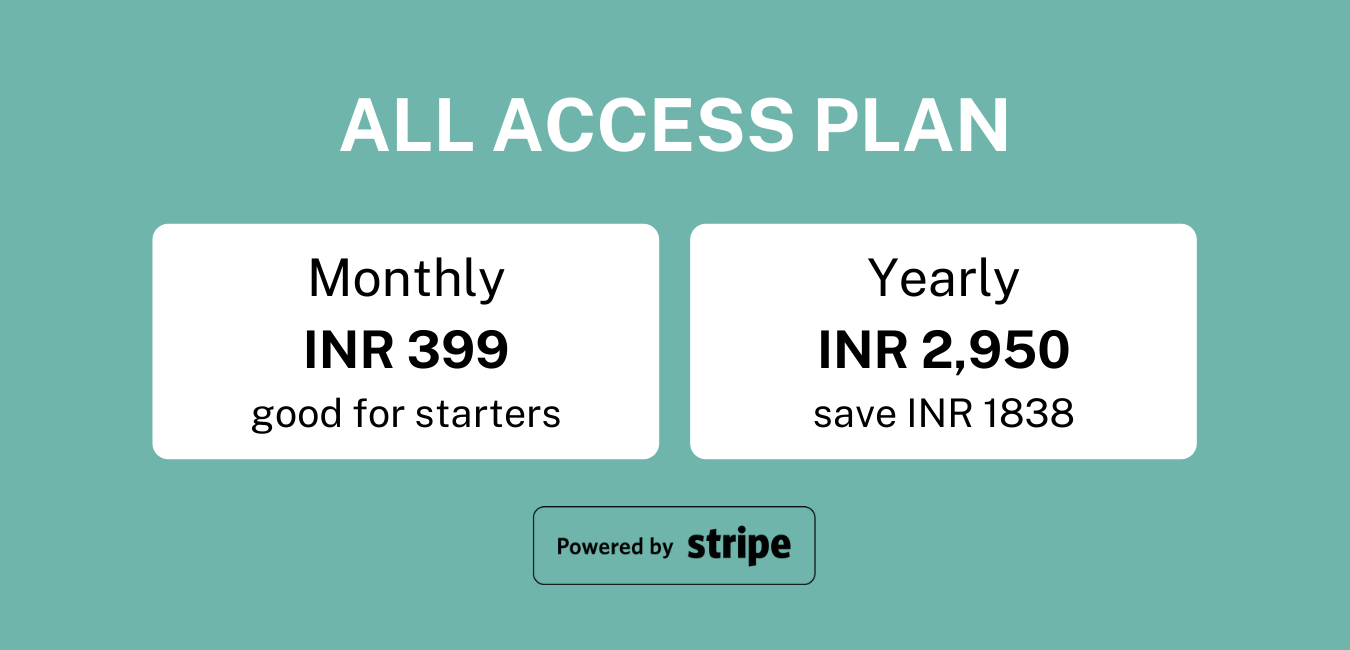 ALL ACCESS PLAN
Monthly
INR 399
good for starters
Yearly
INR 2,950
save INR 1838
Powered by stripe